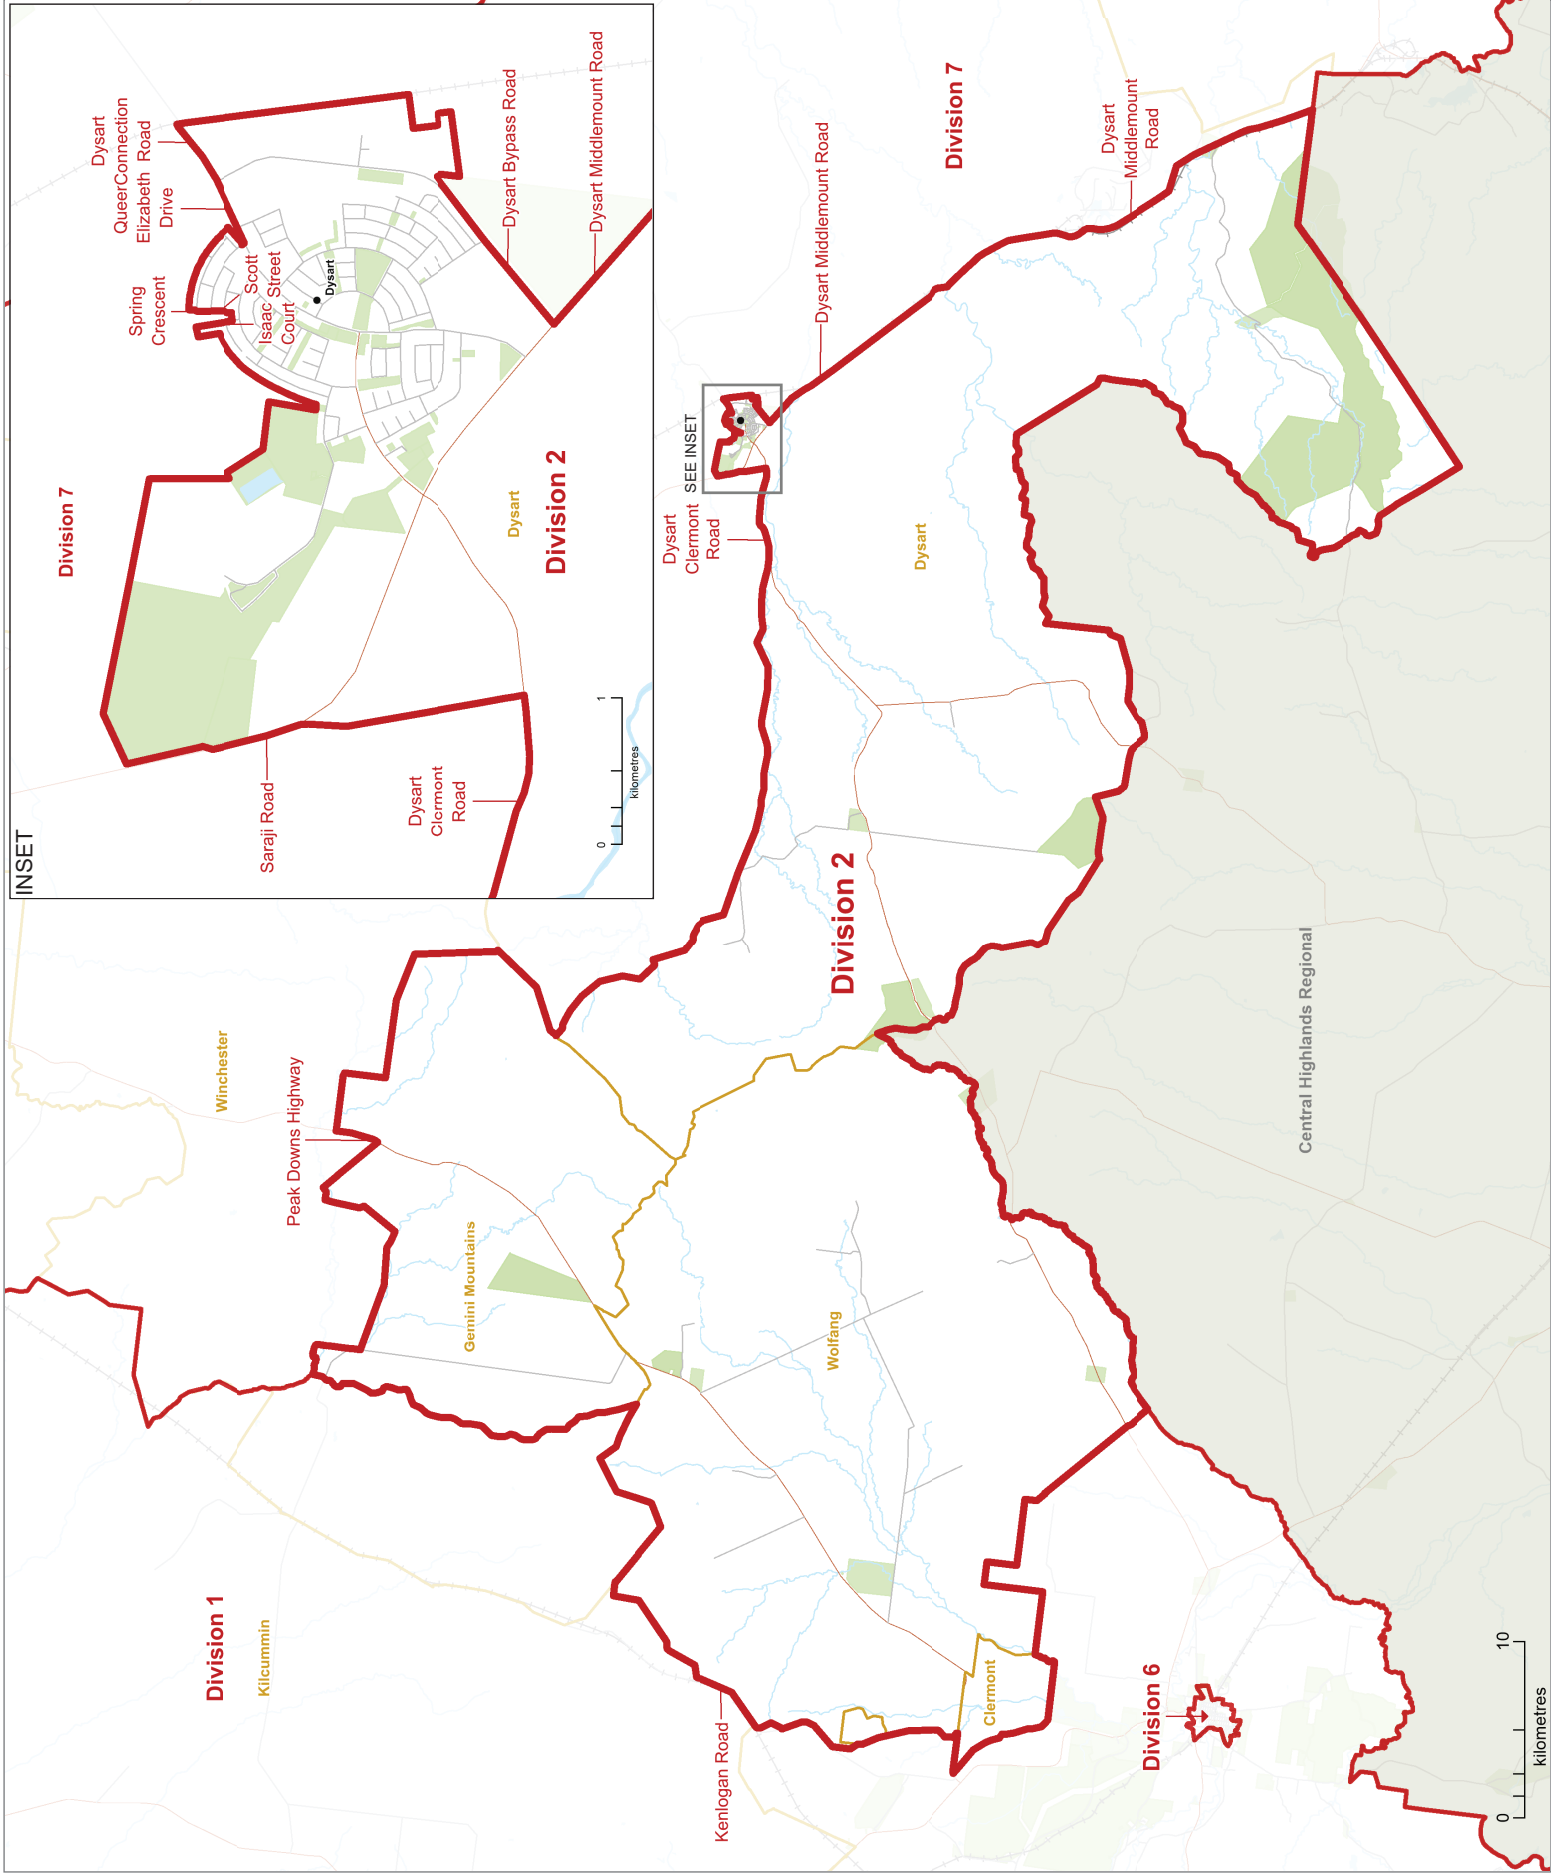 INSET
Division 7
Dysart
Connection
Road
Queen
Elizabeth
Drive
Spring
Crescent
Scott
Street
Isaac
Court
Dysart
Dysart Bypass Road
Dysart Middlemount Road
Saraji Road
Dysart
Clermont
Road
Dysart
Division 2
0
1
kilometres
Winchester
Peak Downs Highway
Division 1
Kilcummin
Gemini Mountains
Kenlogan Road
Wolfang
Clermont
SEE INSET
Dysart
Clermont
Road
Dysart Middlemount Road
Dysart
Division 7
Dysart
Middlemount
Road
Division 2
Central Highlands Regional
Division 6
0
10
kilometres